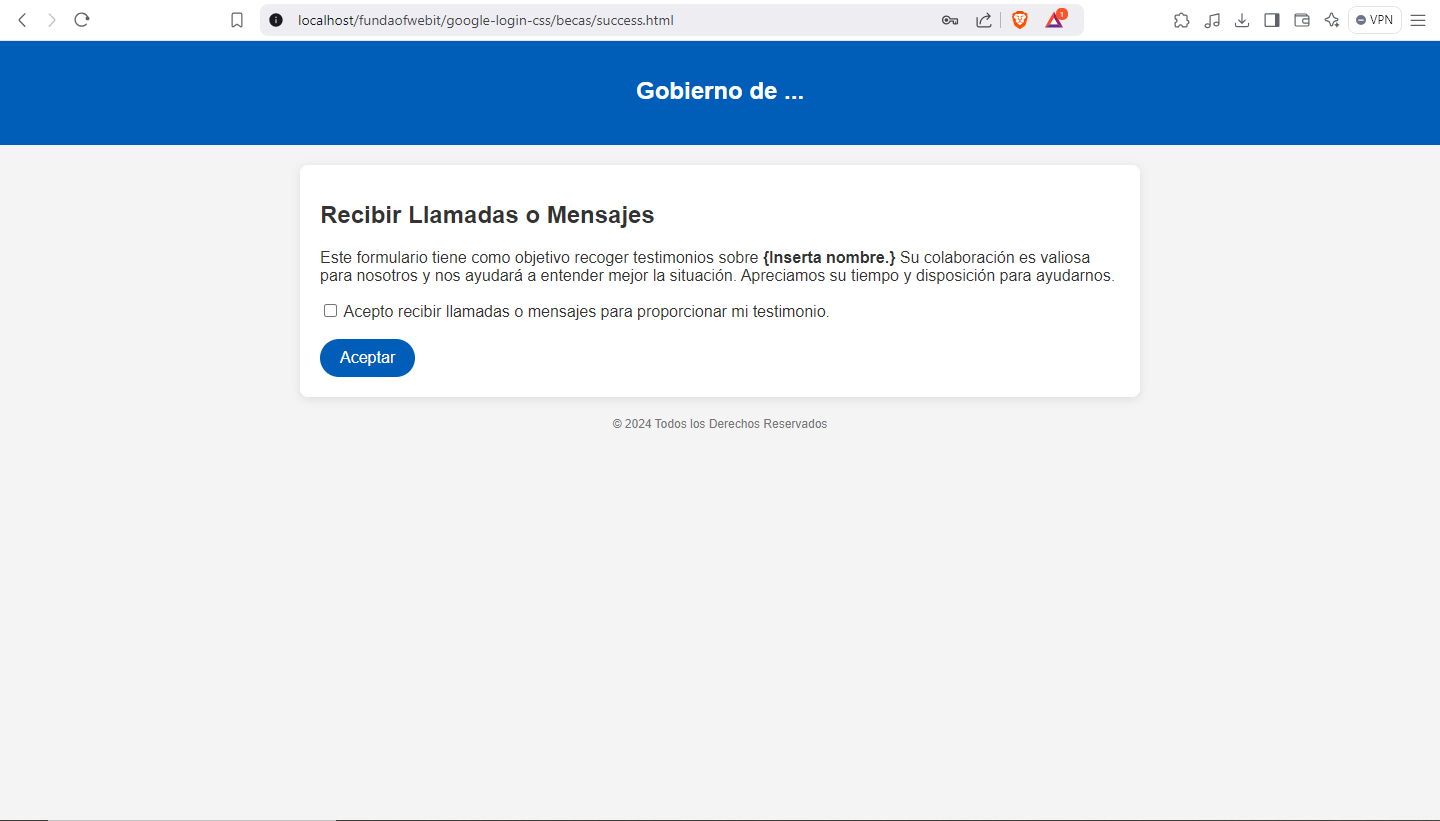 localhost/fundaofwebit/google-login-css/becas/success.html
1
VPN
Gobierno de ...
Recibir Llamadas o Mensajes
Este formulario tiene como objetivo recoger testimonios sobre {Inserta nombre.} Su colaboración es valiosa
para nosotros y nos ayudará a entender mejor la situación. Apreciamos su tiempo y disposición para ayudarnos.
Acepto recibir llamadas o mensajes para proporcionar mi testimonio.
Aceptar
© 2024 Todos los Derechos Reservados